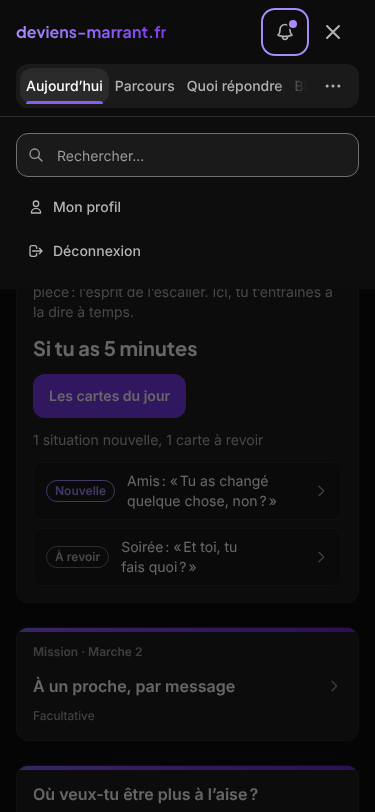 deviens-marrant.fr
Aujourd’hui Parcours Quoi répondre
Rechercher…
Mon profil
Déconnexion
pièce : l’esprit de l’escalier. Ici, tu t’entraînes à
la dire à temps.
Si tu as 5 minutes
Les cartes du jour
1 situation nouvelle, 1 carte à revoir
Nouvelle
Amis : « Tu as changé
quelque chose, non ? »
À revoir
Soirée : « Et toi, tu
fais quoi ? »
Mission · Marche 2
À un proche, par message
Facultative
Où veux-tu être plus à l’aise ?